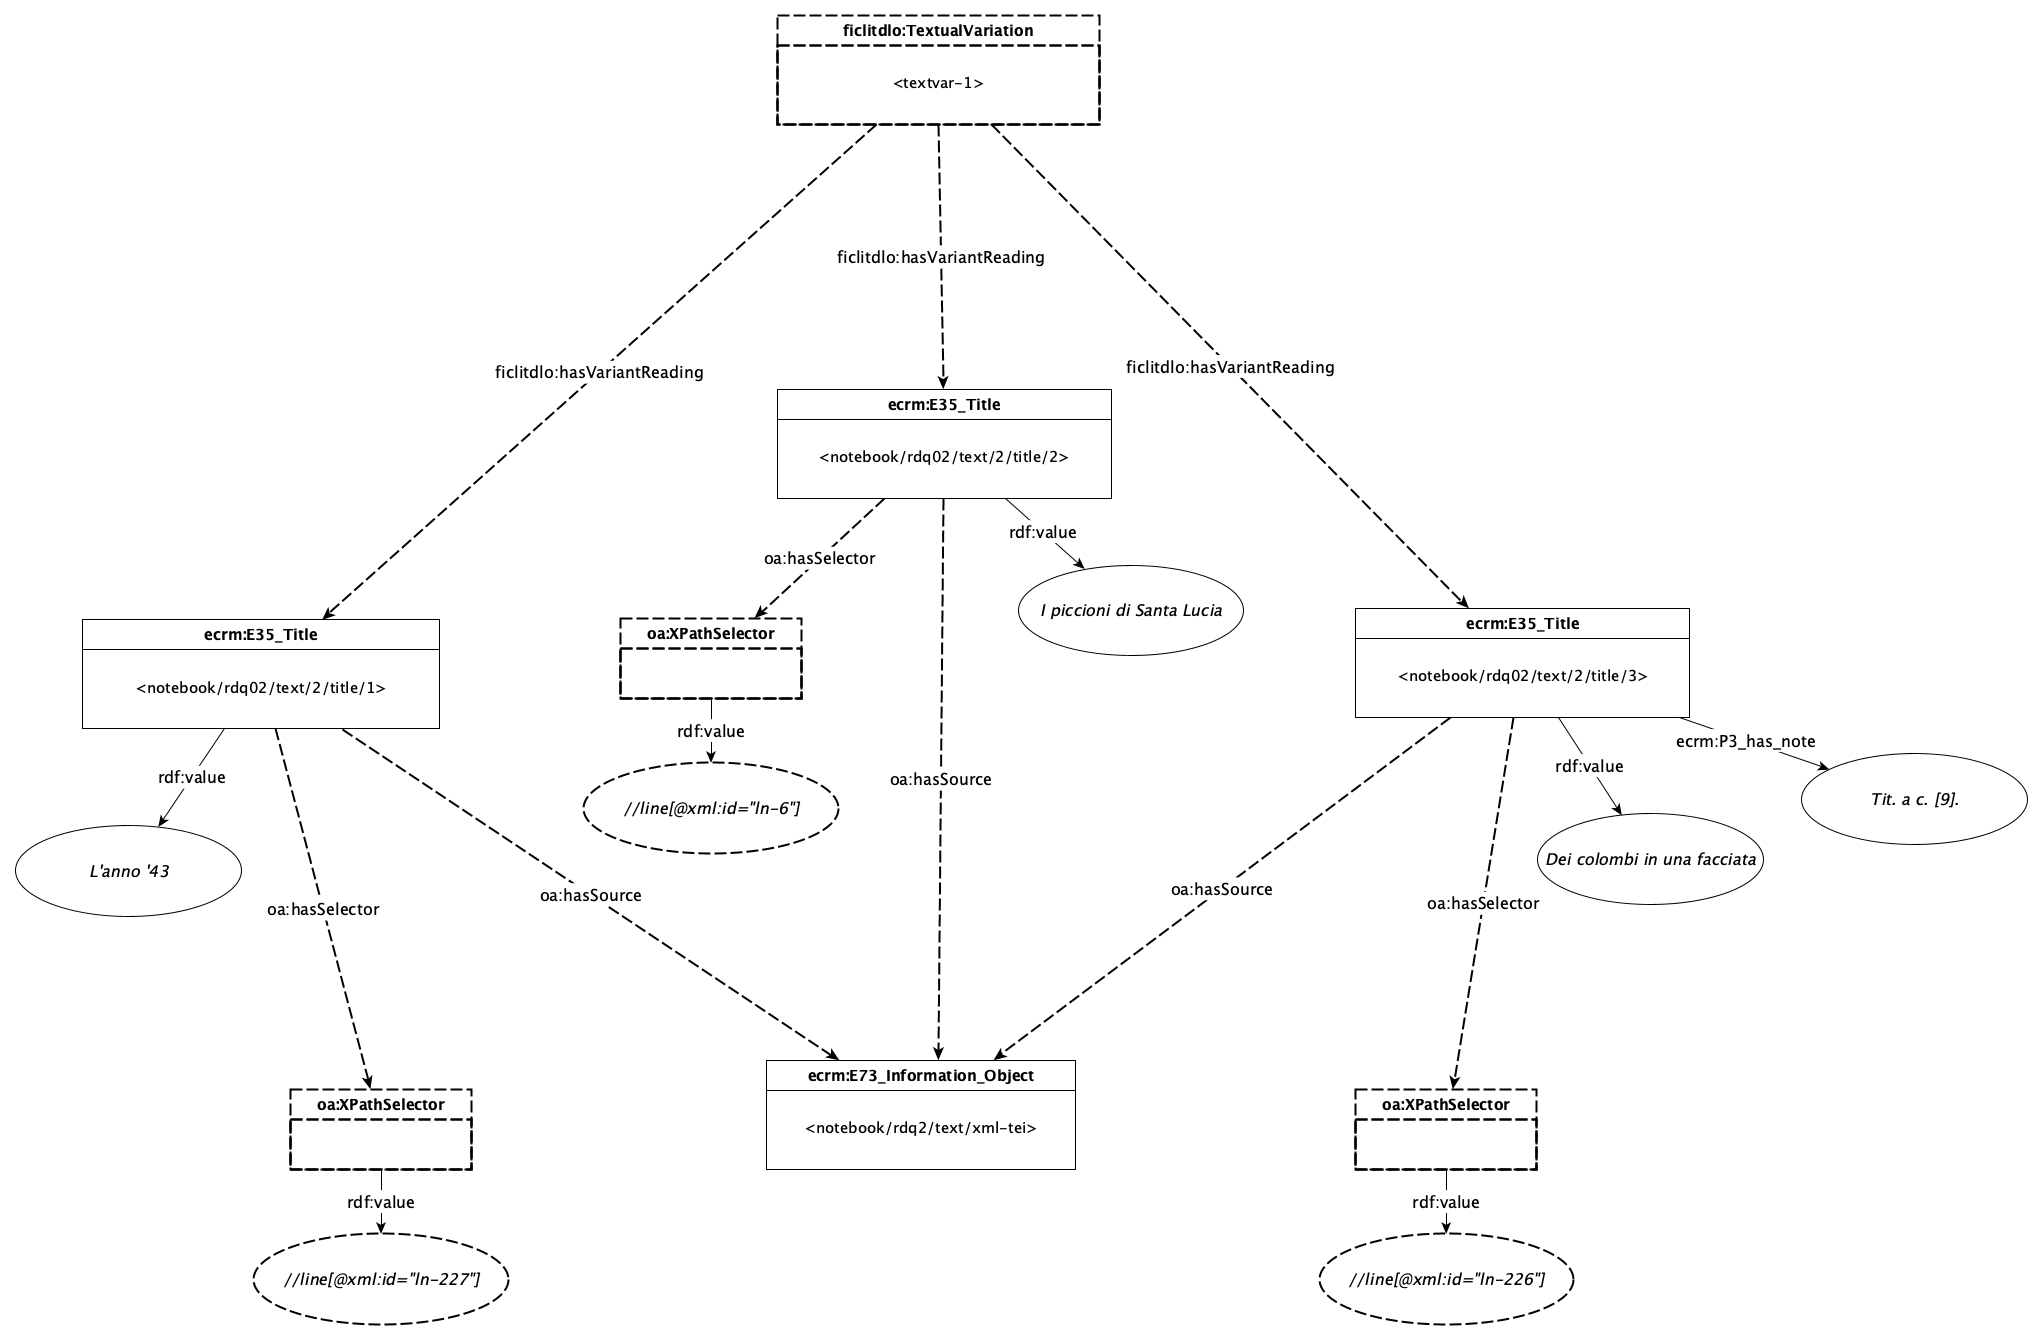 ficlitdlo:TextualVariation
<textvar-1>
ficlitdlo:hasVariantReading
ficlitdlo:hasVariantReading
ficlitdlo:hasVariantReading
ecrm:E35_Title
<notebook/rdq02/text/2/title/2>
rdf:value
oa:hasSelector
I piccioni di Santa Lucia
oa:XPathSelector
rdf:value
//line[@xml:id="ln-6"]
oa:hasSource
ecrm:E35_Title
<notebook/rdq02/text/2/title/1>
rdf:value
L'anno '43
oa:hasSelector
oa:hasSource
ecrm:E35_Title
<notebook/rdq02/text/2/title/3>
ecrm:P3_has_note
rdf:value
Tit. a c. [9].
Dei colombi in una facciata
oa:hasSource
oa:hasSelector
ecrm:E73_Information_Object
<notebook/rdq2/text/xml-tei>
oa:XPathSelector
rdf:value
//line[@xml:id="ln-227"]
oa:XPathSelector
rdf:value
//line[@xml:id="ln-226"]